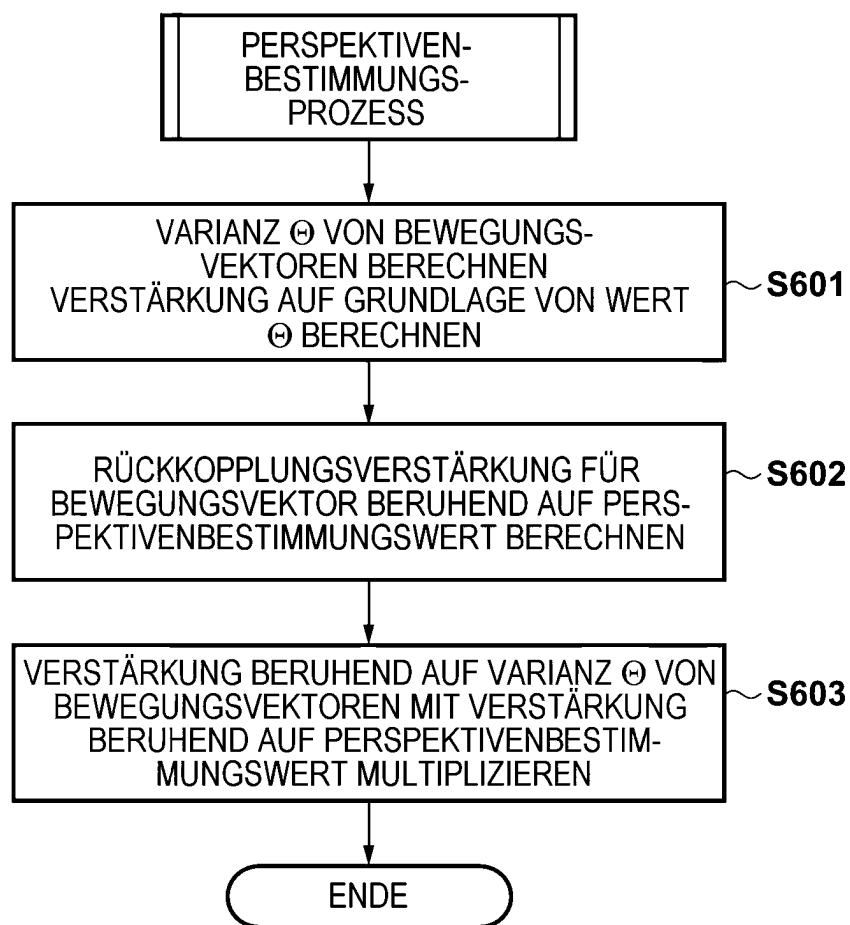 PERSPEKTIVEN-
BESTIMMUNGS-
PROZESS
VARIANZ Θ VON BEWEGUNGS-
VEKTOREN BERECHNEN
VERSTÄRKUNG AUF GRUNDLAGE VON WERT
Θ BERECHNEN
S601
RÜCKKOPPLUNGSVERSTÄRKUNG FÜR
BEWEGUNGSVEKTOR BERUHEND AUF PERS-
PEKTIVENBESTIMMUNGSWERT BERECHNEN
S602
VERSTÄRKUNG BERUHEND AUF VARIANZ Θ VON
BEWEGUNGSVEKTOREN MIT VERSTÄRKUNG
BERUHEND AUF PERSPEKTIVENBESTIM-
MUNGSWERT MULTIPLIZIEREN
S603
ENDE